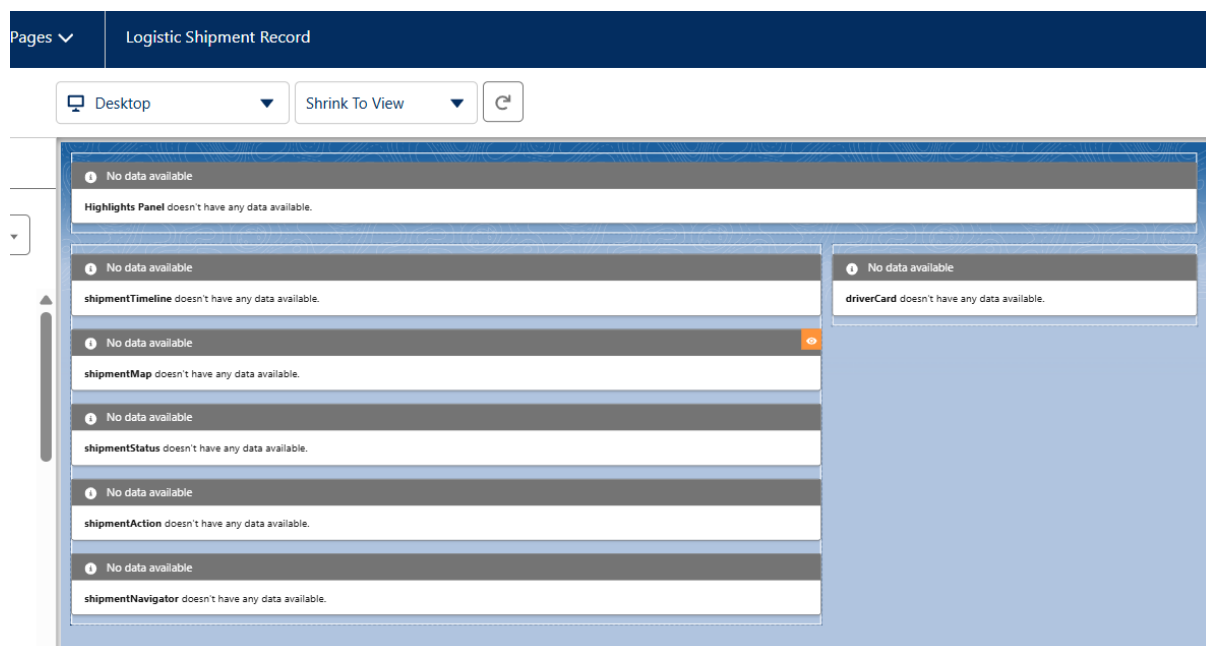 Pages
Logistic Shipment Record
Desktop
Shrink To View
No data available
Highlights Panel doesn't have any data available.
No data available
shipmentTimeline doesn't have any data available.
No data available
driverCard doesn't have any data available.
No data available
shipmentMap doesn't have any data available.
No data available
shipmentStatus doesn't have any data available.
No data available
shipmentAction doesn't have any data available.
No data available
shipmentNavigator doesn't have any data available.